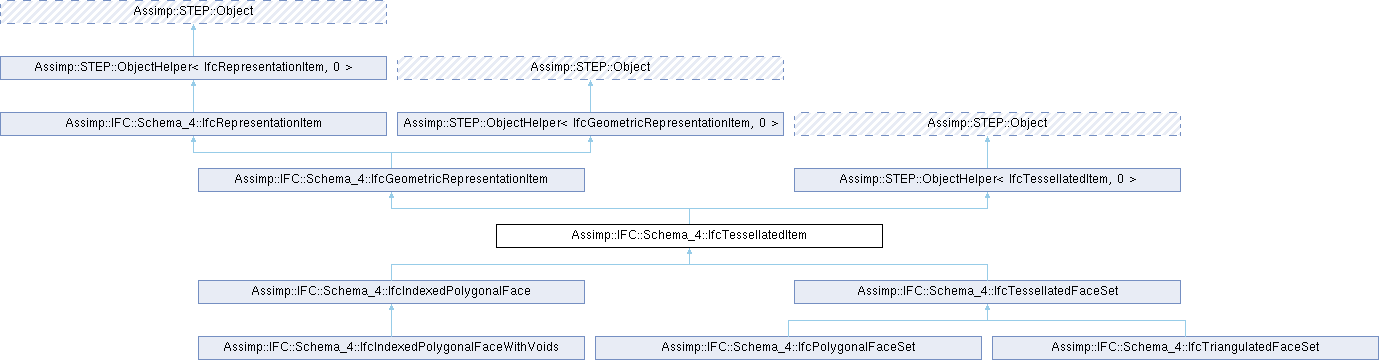 Assimp::STEP::Object
Assimp::STEP::ObjectHelper< IfcRepresentationItem, 0 >
Assimp::STEP::Object
Assimp::IFC::Schema_4::IfcRepresentationItem
Assimp::STEP::ObjectHelper< IfcGeometricRepresentationItem, 0 >
Assimp::STEP::Object
Assimp::IFC::Schema_4::IfcGeometricRepresentationItem
Assimp::STEP::ObjectHelper< IfcTessellatedItem, 0 >
Assimp::IFC::Schema_4::IfcTessellatedItem
Assimp::IFC::Schema_4::IfcIndexedPolygonalFace
Assimp::IFC::Schema_4::IfcTessellatedFaceSet
Assimp::IFC::Schema_4::IfcIndexedPolygonalFaceWithVoids
Assimp::IFC::Schema_4::IfcPolygonalFaceSet
Assimp::IFC::Schema_4::IfcTriangulatedFaceSet